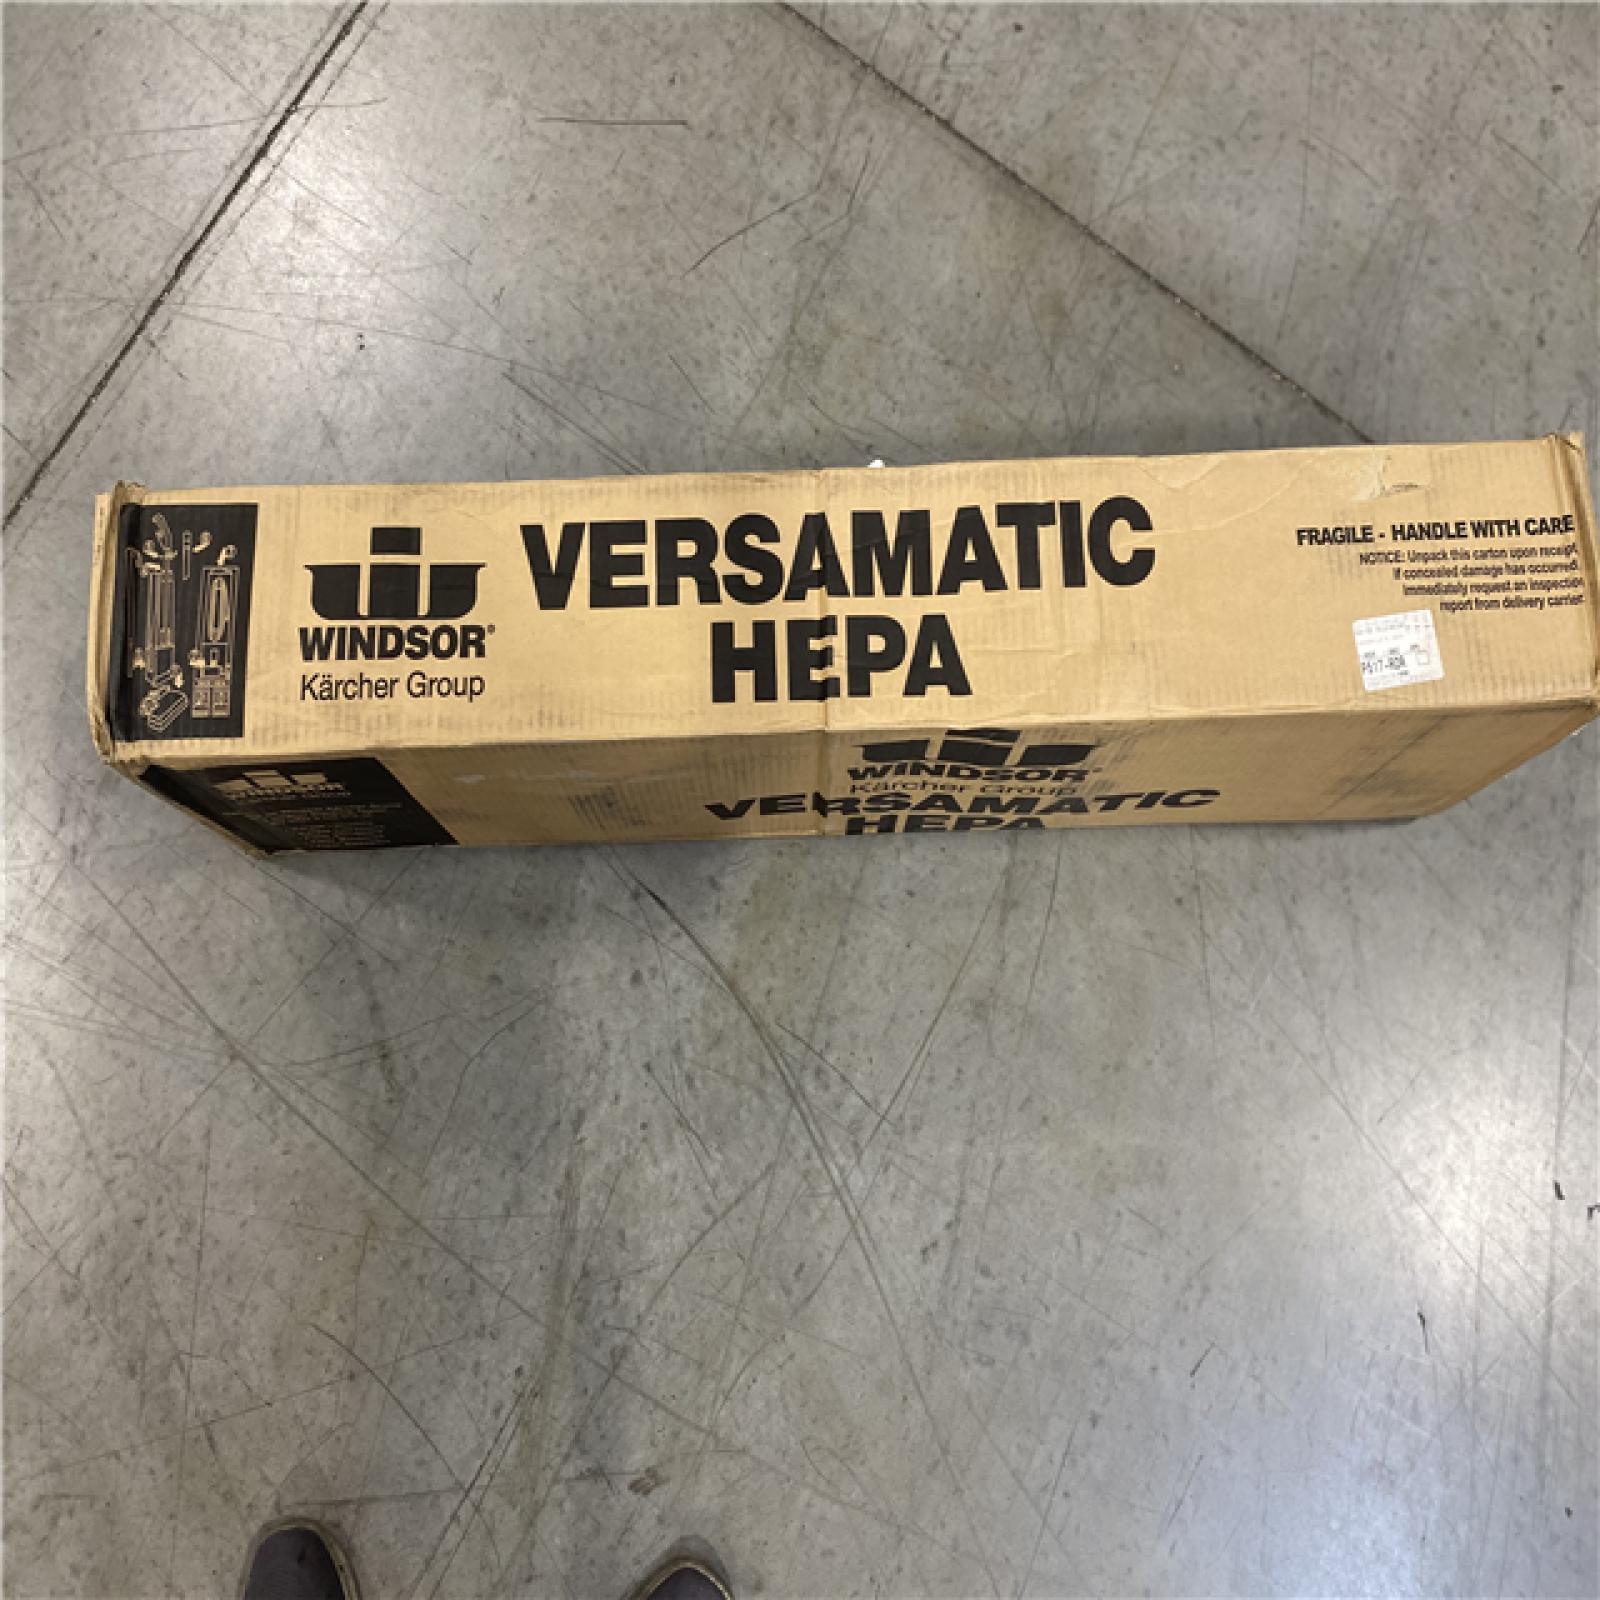 WINDSOR®
Kärcher Group
VERSAMATIC
HEPA
FRAGILE - HANDLE WITH CARE
NOTICE: Unpack this carton upon receipt.
If concealed damage has occurred,
Immediately request an inspection
report from delivery carrier.
WINDSOR®
Kärcher Group
VERSAMATIC
HEPA
WINDSOR